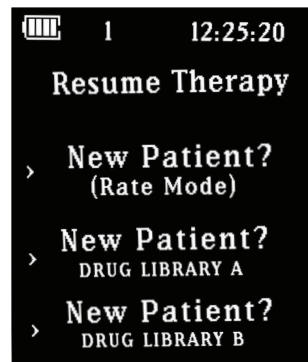 1 12:25:20
Resume Therapy
› New Patient?
(Rate Mode)
› New Patient?
DRUG LIBRARY A
› New Patient?
DRUG LIBRARY B